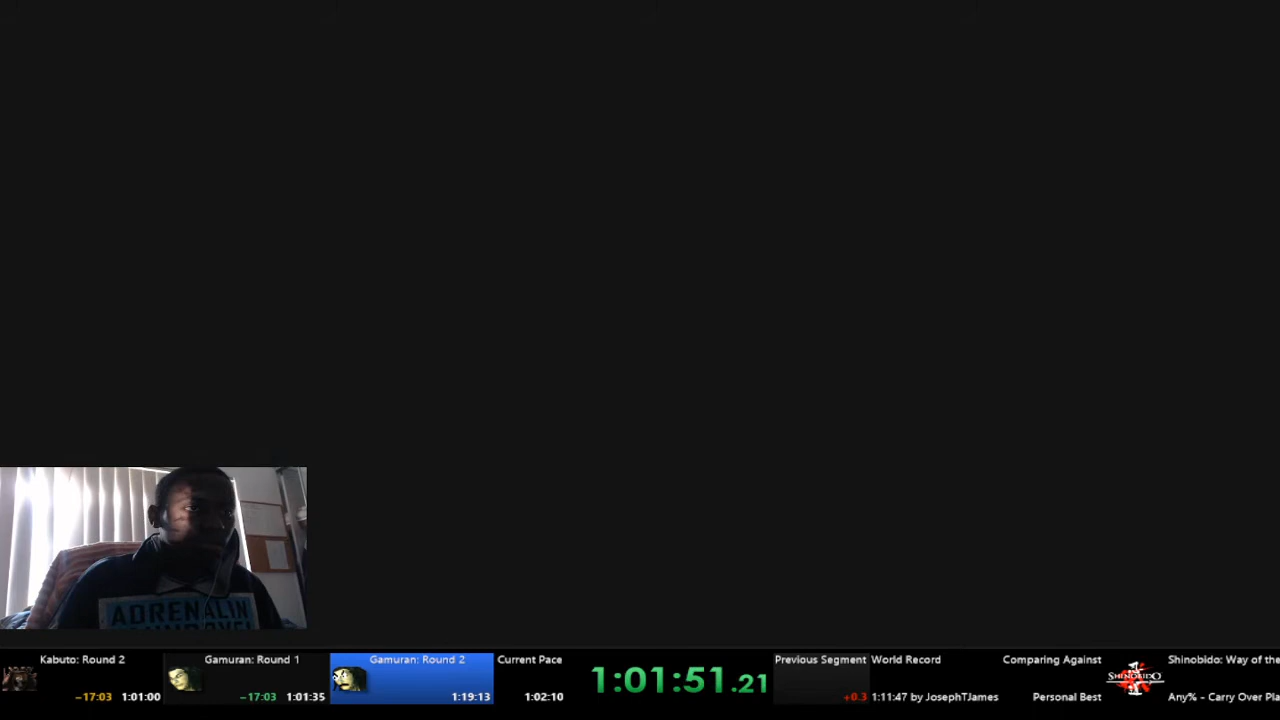 ADRENALIN
Kabuto: Round 2
−17:03 1:01:00
Gamuran: Round 1
−17:03 1:01:35
Gamuran: Round 2
1:19:13
Current Pace
1:02:10
1:01:51.21
Previous Segment
+0.3
World Record
1:11:47 by JosephTJames
Comparing Against
Personal Best
SHINOBIDO
Shinobido: Way of the
Any% - Carry Over Pla